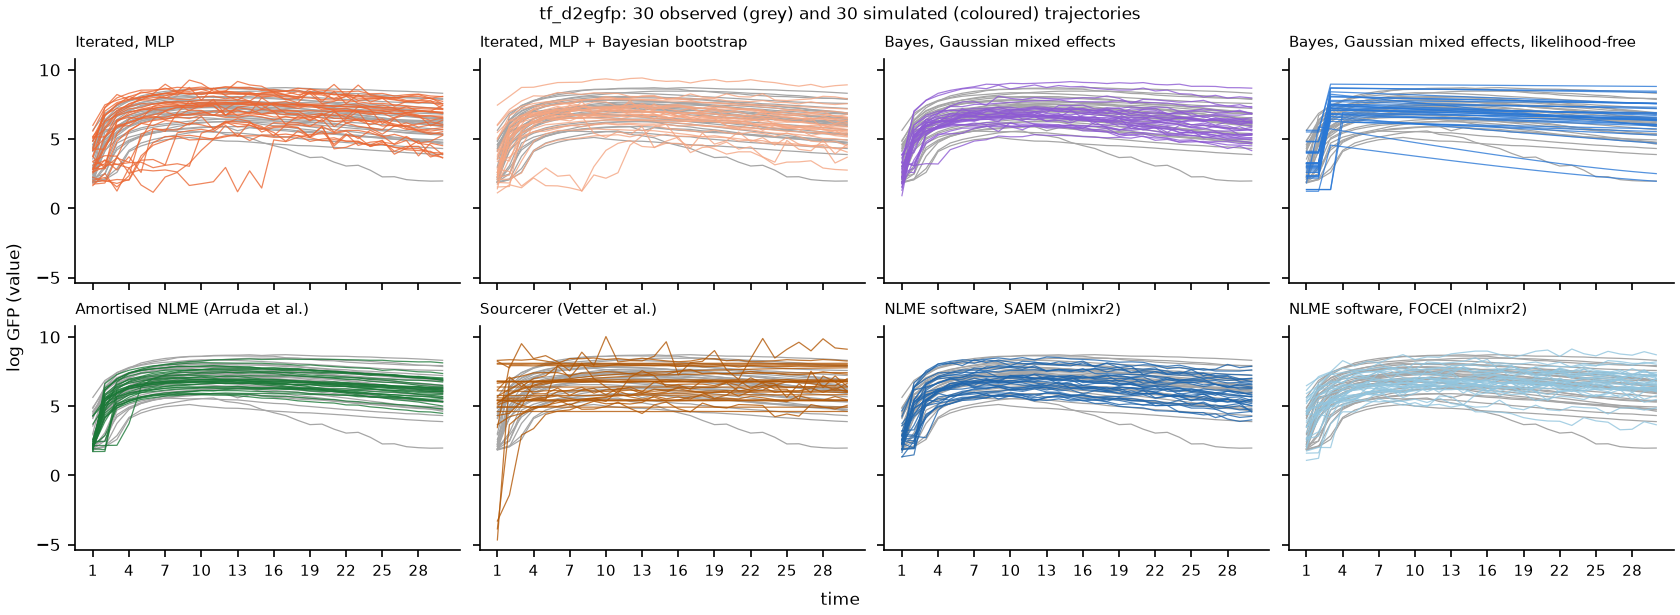 tf_d2egfp: 30 observed (grey) and 30 simulated (coloured) trajectories
Iterated, MLP
Iterated, MLP + Bayesian bootstrap
Bayes, Gaussian mixed effects
Bayes, Gaussian mixed effects, likelihood-free
10
5
0
−5
Amortised NLME (Arruda et al.)
Sourcerer (Vetter et al.)
NLME software, SAEM (nlmixr2)
NLME software, FOCEI (nlmixr2)
10
5
0
−5
log GFP (value)
1 4 7 10 13 16 19 22 25 28
1 4 7 10 13 16 19 22 25 28
1 4 7 10 13 16 19 22 25 28
1 4 7 10 13 16 19 22 25 28
time